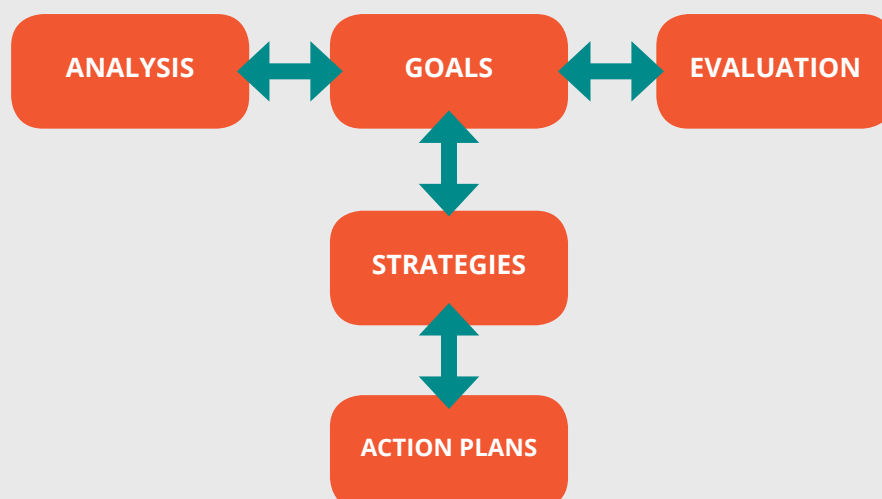 ANALYSIS
GOALS
EVALUATION
STRATEGIES
ACTION PLANS